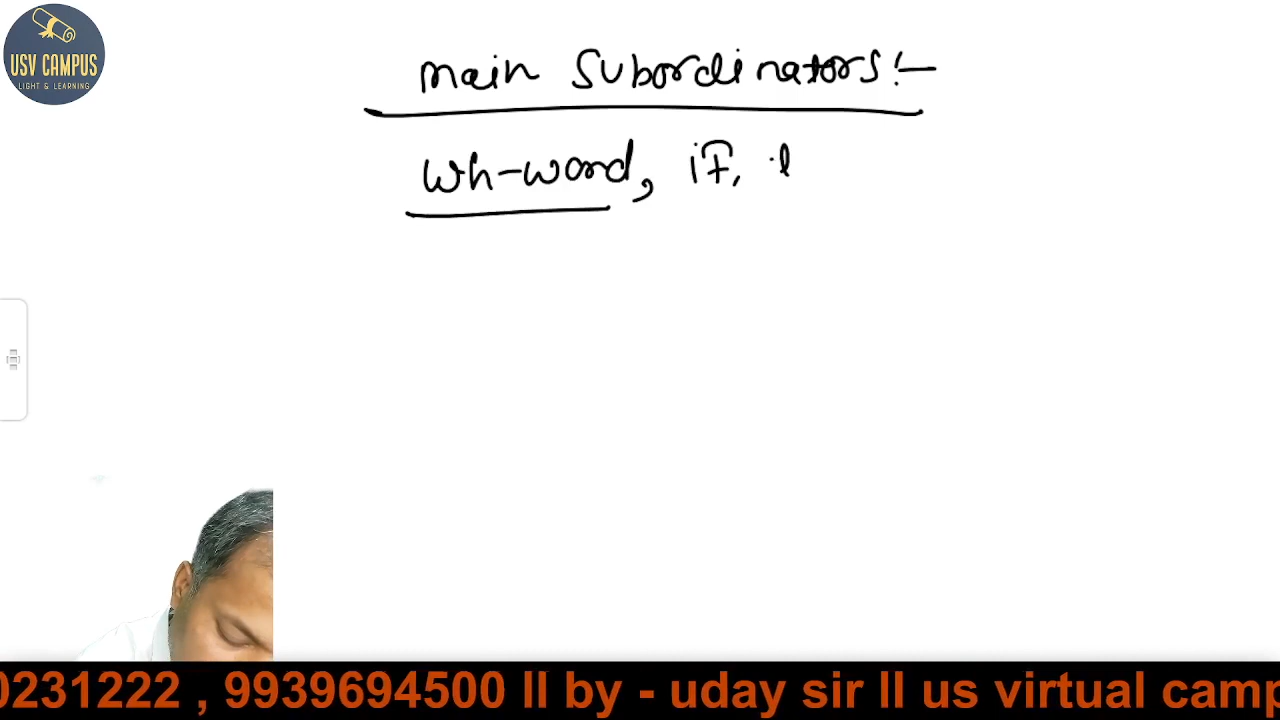 USV CAMPUS
LIGHT & LEARNING
main Subordinators:-
Wh-word, if,
0231222 , 9939694500 ll by - uday sir ll us virtual camp